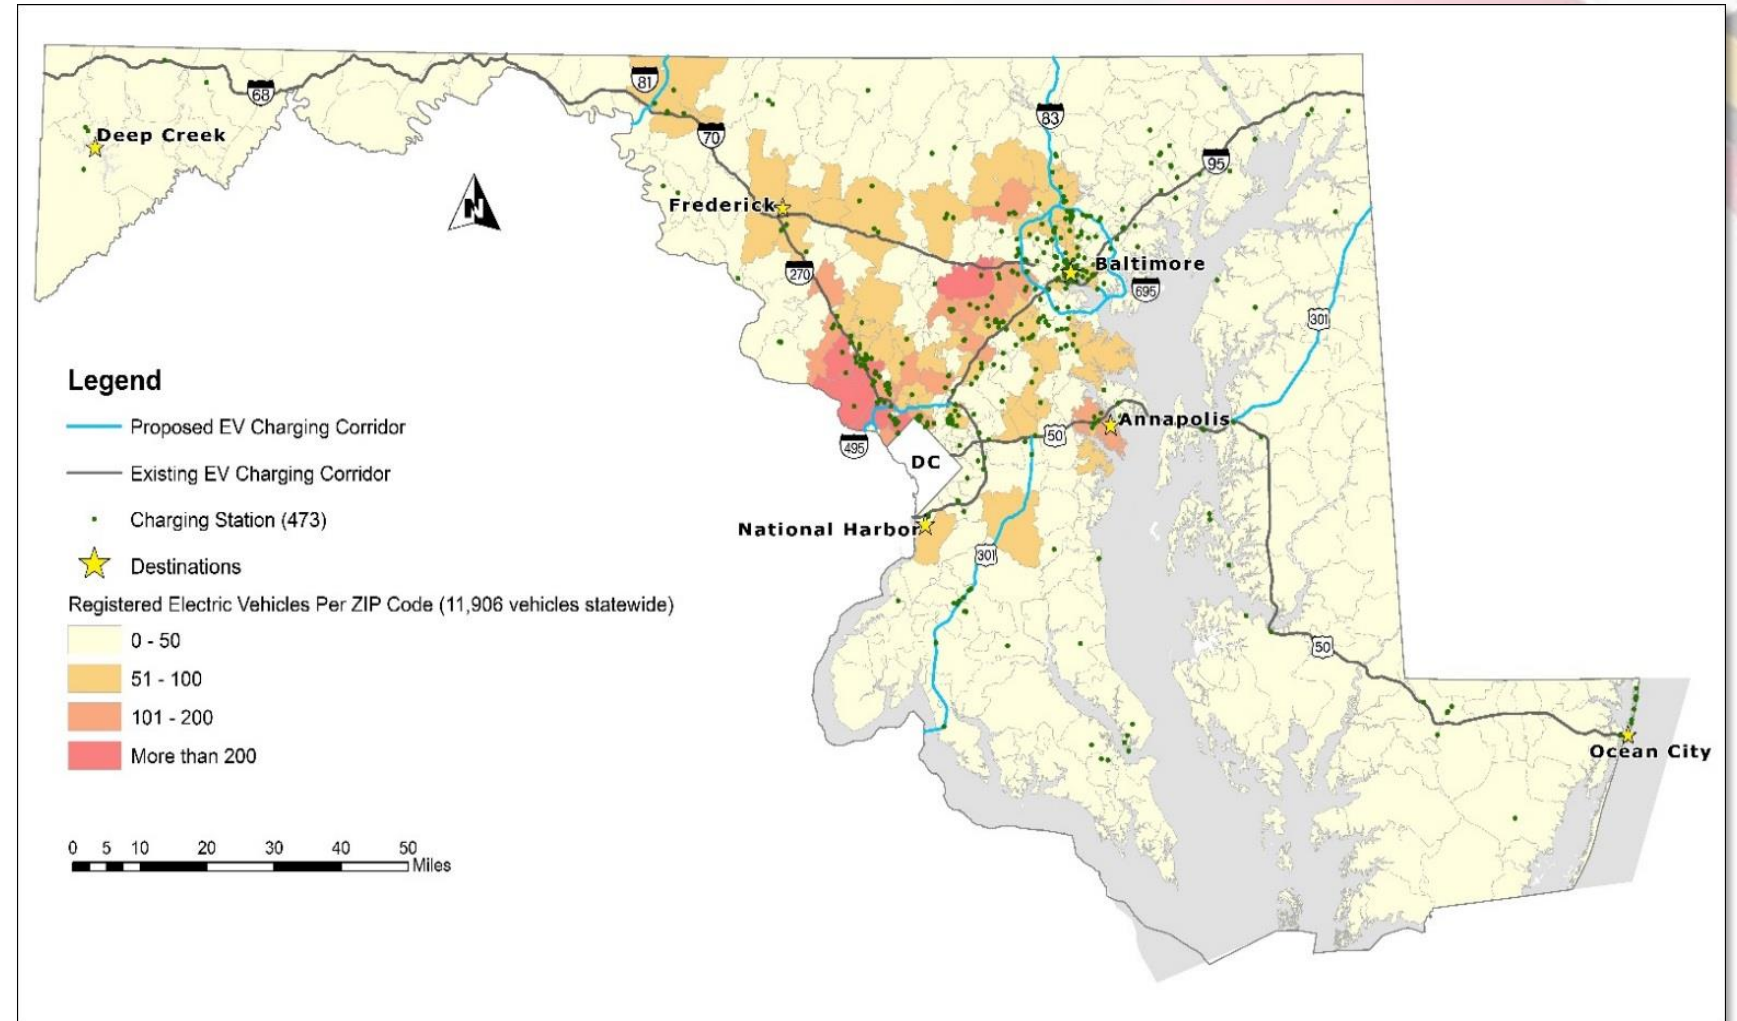 81
83
68
70
95
Deep Creek
N
Frederick
270
Baltimore
695
301
Legend
Proposed EV Charging Corridor
Existing EV Charging Corridor
Charging Station (473)
Destinations
Registered Electric Vehicles Per ZIP Code (11,906 vehicles statewide)
0 - 50
51 - 100
101 - 200
More than 200
0 5 10 20 30 40 50
Miles
Annapolis
495
50
DC
National Harbor
301
50
Ocean City